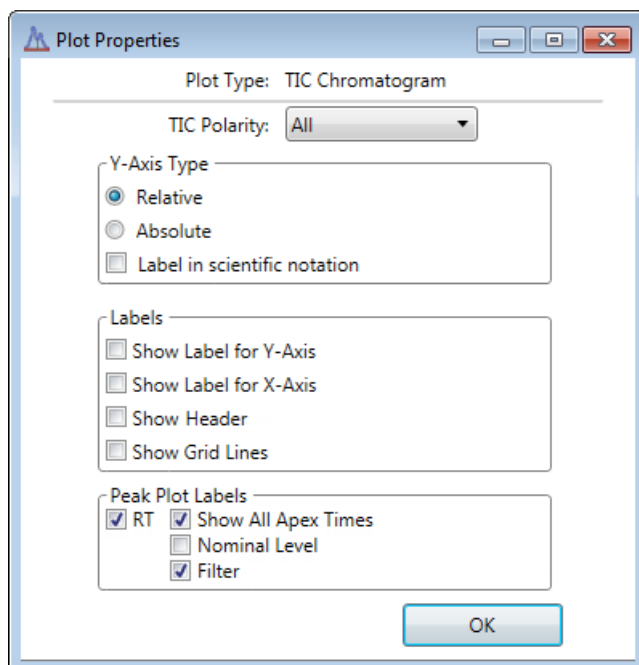 Plot Properties
Plot Type: TIC Chromatogram
TIC Polarity: All
Y-Axis Type
Relative
Absolute
Label in scientific notation
Labels
Show Label for Y-Axis
Show Label for X-Axis
Show Header
Show Grid Lines
Peak Plot Labels
RT Show All Apex Times
Nominal Level
Filter
OK